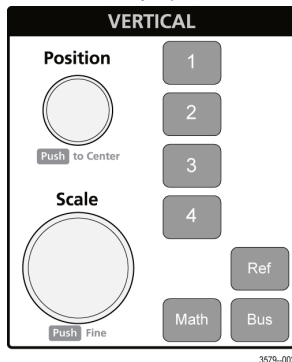 VERTICAL
Position
Push to Center
Scale
Push Fine
1
2
3
4
Ref
Math
Bus